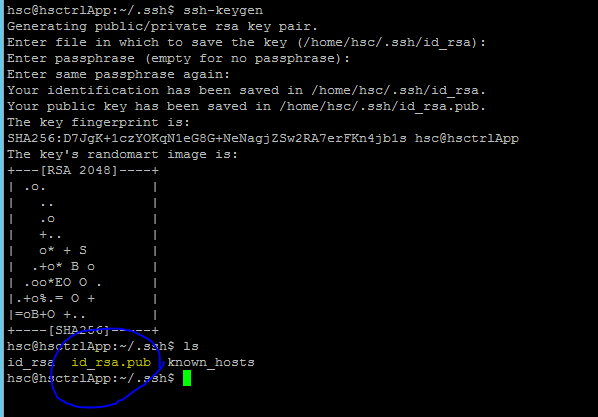 hsc@hsctrlApp:~/.ssh$ ssh-keygen
Generating public/private rsa key pair.
Enter file in which to save the key (/home/hsc/.ssh/id_rsa):
Enter passphrase (empty for no passphrase):
Enter same passphrase again:
Your identification has been saved in /home/hsc/.ssh/id_rsa.
Your public key has been saved in /home/hsc/.ssh/id_rsa.pub.
The key fingerprint is:
SHA256:D7JgK+1czYOKqN1eG8G+NeNagjZSw2RA7erFKn4jb1s hsc@hsctrlApp
The key's randomart image is:
+---[RSA 2048]----+
| .o.             |
|   ..            |
|   .o            |
|   +..           |
|   o* + S        |
|  .+o* B o       |
| .oo*EO O .      |
|.+o%.= O +       |
|=oB+O +..        |
+----[SHA256]-----+
hsc@hsctrlApp:~/.ssh$ ls
id_rsa  id_rsa.pub  known_hosts
hsc@hsctrlApp:~/.ssh$